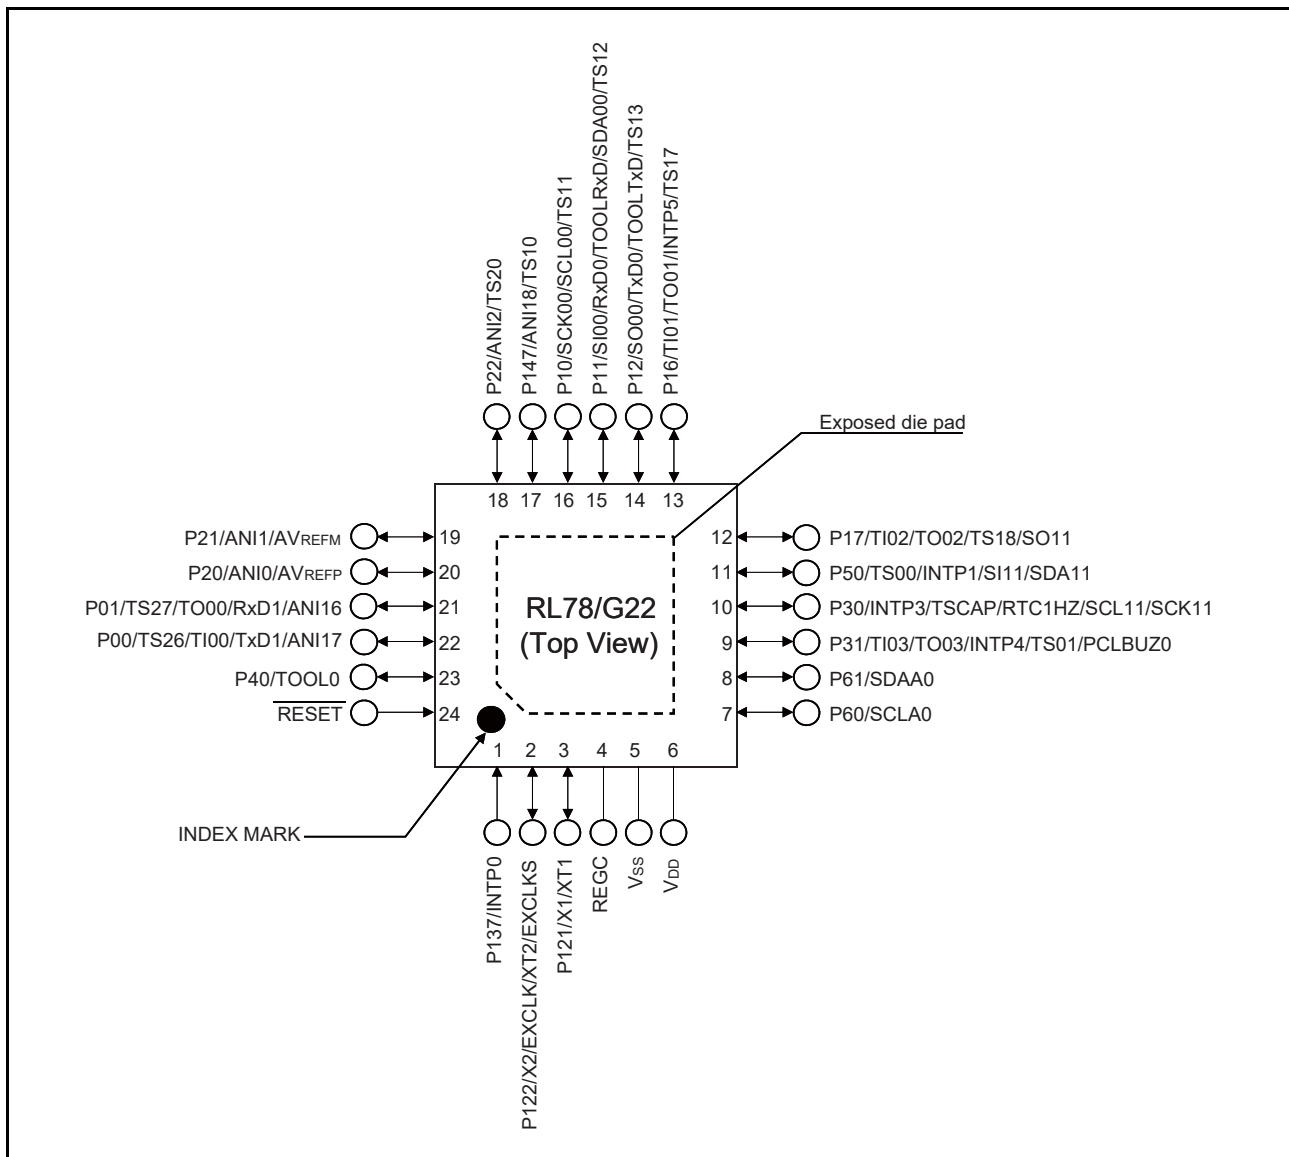 P22/ANI2/TS20
P147/ANI18/TS10
P10/SCK00/SCL00/TS11
P11/SI00/RxD0/TOOLRxD/SDA00/TS12
P12/SO00/TxD0/TOOLTxD/TS13
P16/TI01/TO01/INTP5/TS17
Exposed die pad
18 17 16 15 14 13
P21/ANI1/AVREFM 19
P20/ANI0/AVREFP 20
P01/TS27/TO00/RxD1/ANI16 21
P00/TS26/TI00/TxD1/ANI17 22
P40/TOOL0 23
RESET 24
RL78/G22
(Top View)
12 P17/TI02/TO02/TS18/SO11
11 P50/TS00/INTP1/SI11/SDA11
10 P30/INTP3/TSCAP/RTC1HZ/SCL11/SCK11
9 P31/TI03/TO03/INTP4/TS01/PCLBUZ0
8 P61/SDAA0
7 P60/SCLA0
1 2 3 4 5 6
INDEX MARK
P137/INTP0
P122/X2/EXCLK/XT2/EXCLKS
P121/X1/XT1
REGC
VSS
VDD